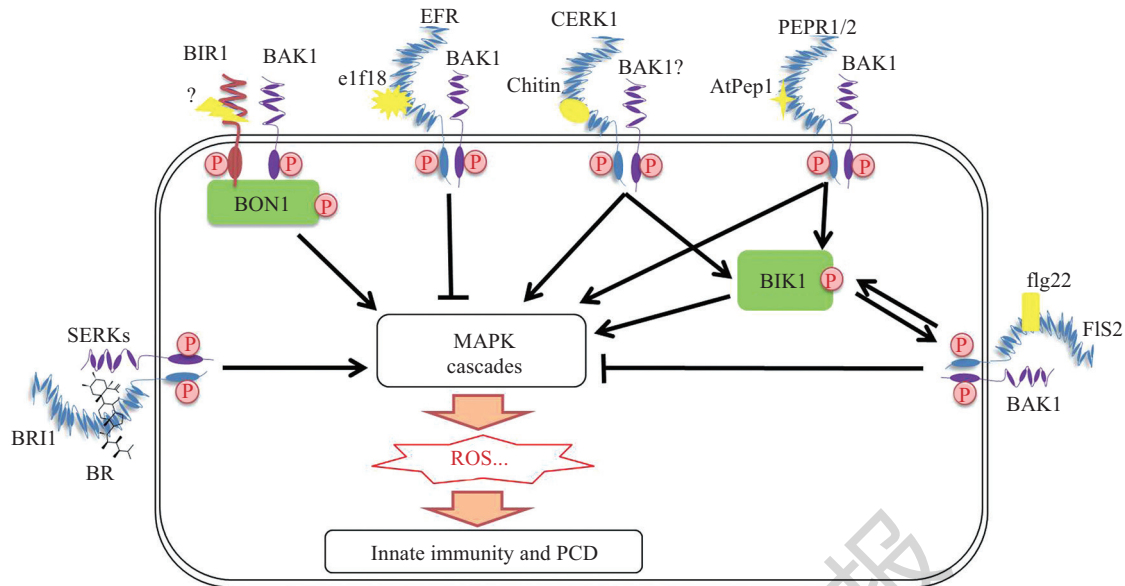 EFR
CERK1
PEPR1/2
BIR1
BAK1
BAK1
BAK1?
BAK1
?
e1f18
Chitin
AtPep1
P
P
P
P
P
P
P
P
BON1
P
BIK1
P
flg22
FlS2
SERKs
MAPK
cascades
P
P
P
P
BAK1
BRI1
BR
ROS...
Innate immunity and PCD
报